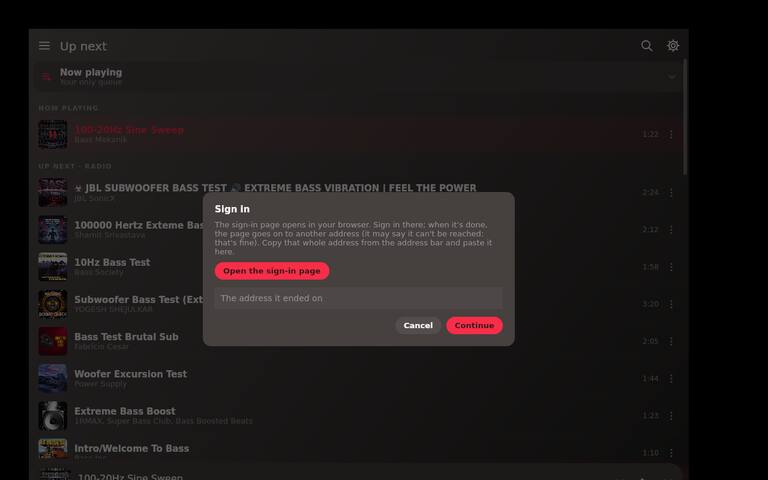 Up next
Now playing
Your only queue
NOW PLAYING
100-20Hz Sine Sweep
Bass Mekanik
1:22
UP NEXT · RADIO
☣ JBL SUBWOOFER BASS TEST 🔊 EXTREME BASS VIBRATION | FEEL THE POWER
JBL SonicX
2:24
100000 Hertz Exteme Bas
Shamit Srivastava
2:12
10Hz Bass Test
Bass Society
1:58
Subwoofer Bass Test (Ext
YOGESH SHEJULKAR
3:20
Bass Test Brutal Sub
Fabricio Cesar
2:05
Woofer Excursion Test
Power Supply
1:44
Extreme Bass Boost
1RMAX, Super Bass Club, Bass Boosted Beats
1:23
Intro/Welcome To Bass
1:10
100-20Hz Sine Sweep
Sign in
The sign-in page opens in your browser. Sign in there; when it's done,
the page goes on to another address (it may say it can't be reached:
that's fine). Copy that whole address from the address bar and paste it
here.
Open the sign-in page
The address it ended on
Cancel
Continue